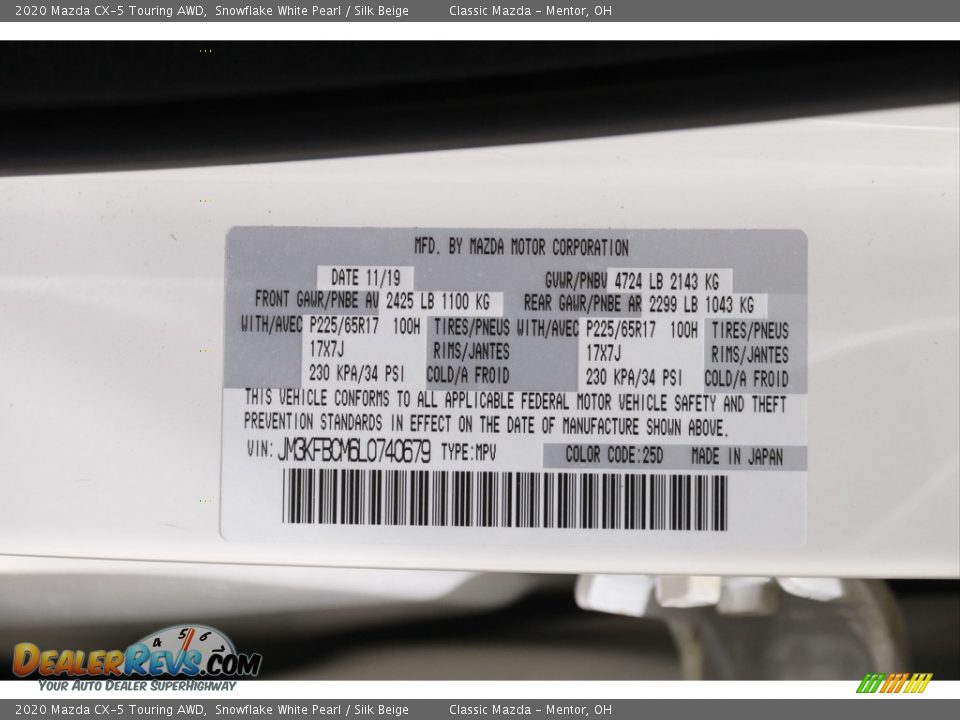 2020 Mazda CX-5 Touring AWD, Snowflake White Pearl / Silk Beige Classic Mazda - Mentor, OH
MFD. BY MAZDA MOTOR CORPORATION
DATE 11/19 GVWR/PNBV 4724 LB 2143 KG
FRONT GAWR/PNBE AV 2425 LB 1100 KG REAR GAWR/PNBE AR 2299 LB 1043 KG
WITH/AVEC P225/65R17 100H TIRES/PNEUS WITH/AVEC P225/65R17 100H TIRES/PNEUS
17X7J RIMS/JANTES 17X7J RIMS/JANTES
230 KPA/34 PSI COLD/A FROID 230 KPA/34 PSI COLD/A FROID
THIS VEHICLE CONFORMS TO ALL APPLICABLE FEDERAL MOTOR VEHICLE SAFETY AND THEFT
PREVENTION STANDARDS IN EFFECT ON THE DATE OF MANUFACTURE SHOWN ABOVE.
VIN: JM3KFBCM6L0740679 TYPE:MPV COLOR CODE:25D MADE IN JAPAN
4 5 6
DEALERREVS.COM
YOUR AUTO DEALER SUPERHIGHWAY
2020 Mazda CX-5 Touring AWD, Snowflake White Pearl / Silk Beige Classic Mazda - Mentor, OH